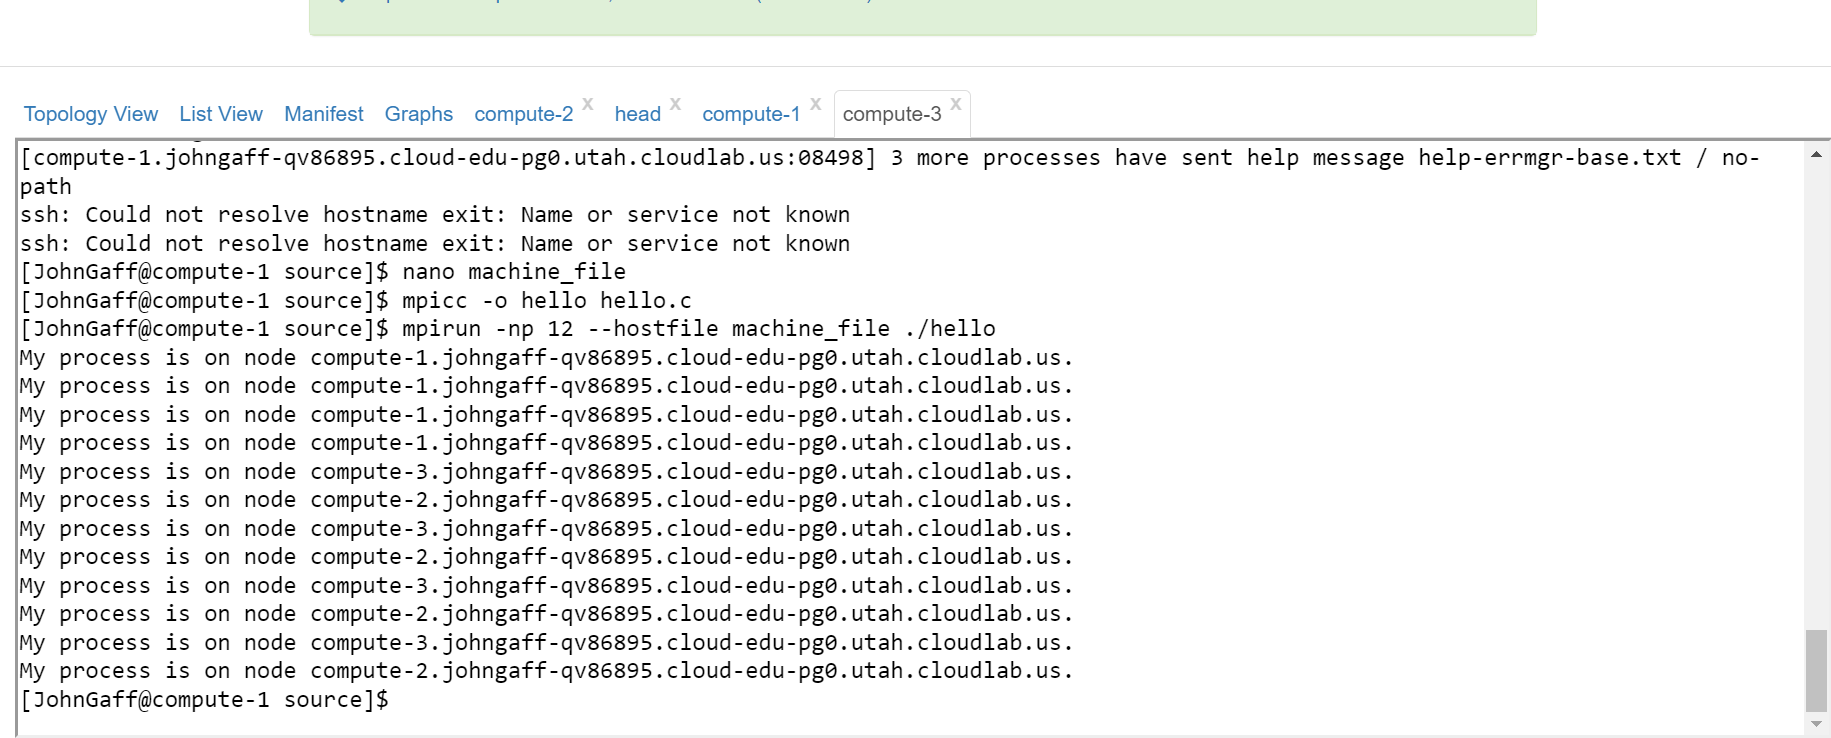 Topology View List View Manifest Graphs compute-2 x head x compute-1 x compute-3 x
[compute-1.johngaff-qv86895.cloud-edu-pg0.utah.cloudlab.us:08498] 3 more processes have sent help message help-errmgr-base.txt / no-
path
ssh: Could not resolve hostname exit: Name or service not known
ssh: Could not resolve hostname exit: Name or service not known
[JohnGaff@compute-1 source]$ nano machine_file
[JohnGaff@compute-1 source]$ mpicc -o hello hello.c
[JohnGaff@compute-1 source]$ mpirun -np 12 --hostfile machine_file ./hello
My process is on node compute-1.johngaff-qv86895.cloud-edu-pg0.utah.cloudlab.us.
My process is on node compute-1.johngaff-qv86895.cloud-edu-pg0.utah.cloudlab.us.
My process is on node compute-1.johngaff-qv86895.cloud-edu-pg0.utah.cloudlab.us.
My process is on node compute-1.johngaff-qv86895.cloud-edu-pg0.utah.cloudlab.us.
My process is on node compute-3.johngaff-qv86895.cloud-edu-pg0.utah.cloudlab.us.
My process is on node compute-2.johngaff-qv86895.cloud-edu-pg0.utah.cloudlab.us.
My process is on node compute-3.johngaff-qv86895.cloud-edu-pg0.utah.cloudlab.us.
My process is on node compute-2.johngaff-qv86895.cloud-edu-pg0.utah.cloudlab.us.
My process is on node compute-3.johngaff-qv86895.cloud-edu-pg0.utah.cloudlab.us.
My process is on node compute-2.johngaff-qv86895.cloud-edu-pg0.utah.cloudlab.us.
My process is on node compute-3.johngaff-qv86895.cloud-edu-pg0.utah.cloudlab.us.
My process is on node compute-2.johngaff-qv86895.cloud-edu-pg0.utah.cloudlab.us.
[JohnGaff@compute-1 source]$